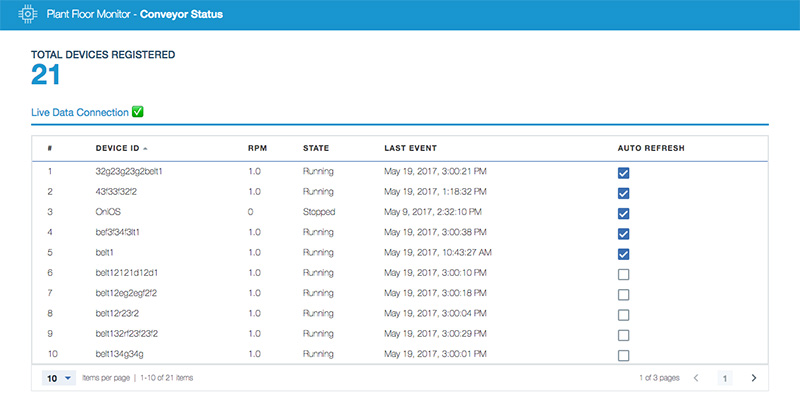 Plant Floor Monitor - Conveyor Status
TOTAL DEVICES REGISTERED
21
Live Data Connection ✅
# DEVICE ID RPM STATE LAST EVENT AUTO REFRESH
1 32g23g23g2belt1 1.0 Running May 19, 2017, 3:00:21 PM
2 43f33f32f2 1.0 Running May 19, 2017, 1:18:32 PM
3 OniOS 0 Stopped May 9, 2017, 2:32:10 PM
4 bef3f34f3lt1 1.0 Running May 19, 2017, 3:00:38 PM
5 belt1 1.0 Running May 19, 2017, 10:43:27 AM
6 belt12121d12d1 1.0 Running May 19, 2017, 3:00:10 PM
7 belt12eg2egf2f2 1.0 Running May 19, 2017, 3:00:18 PM
8 belt12r23r2 1.0 Running May 19, 2017, 3:00:04 PM
9 belt132rf23f23f2 1.0 Running May 19, 2017, 3:00:29 PM
10 belt134g34g 1.0 Running May 19, 2017, 3:00:01 PM
10 items per page | 1-10 of 21 items 1 of 3 pages 1